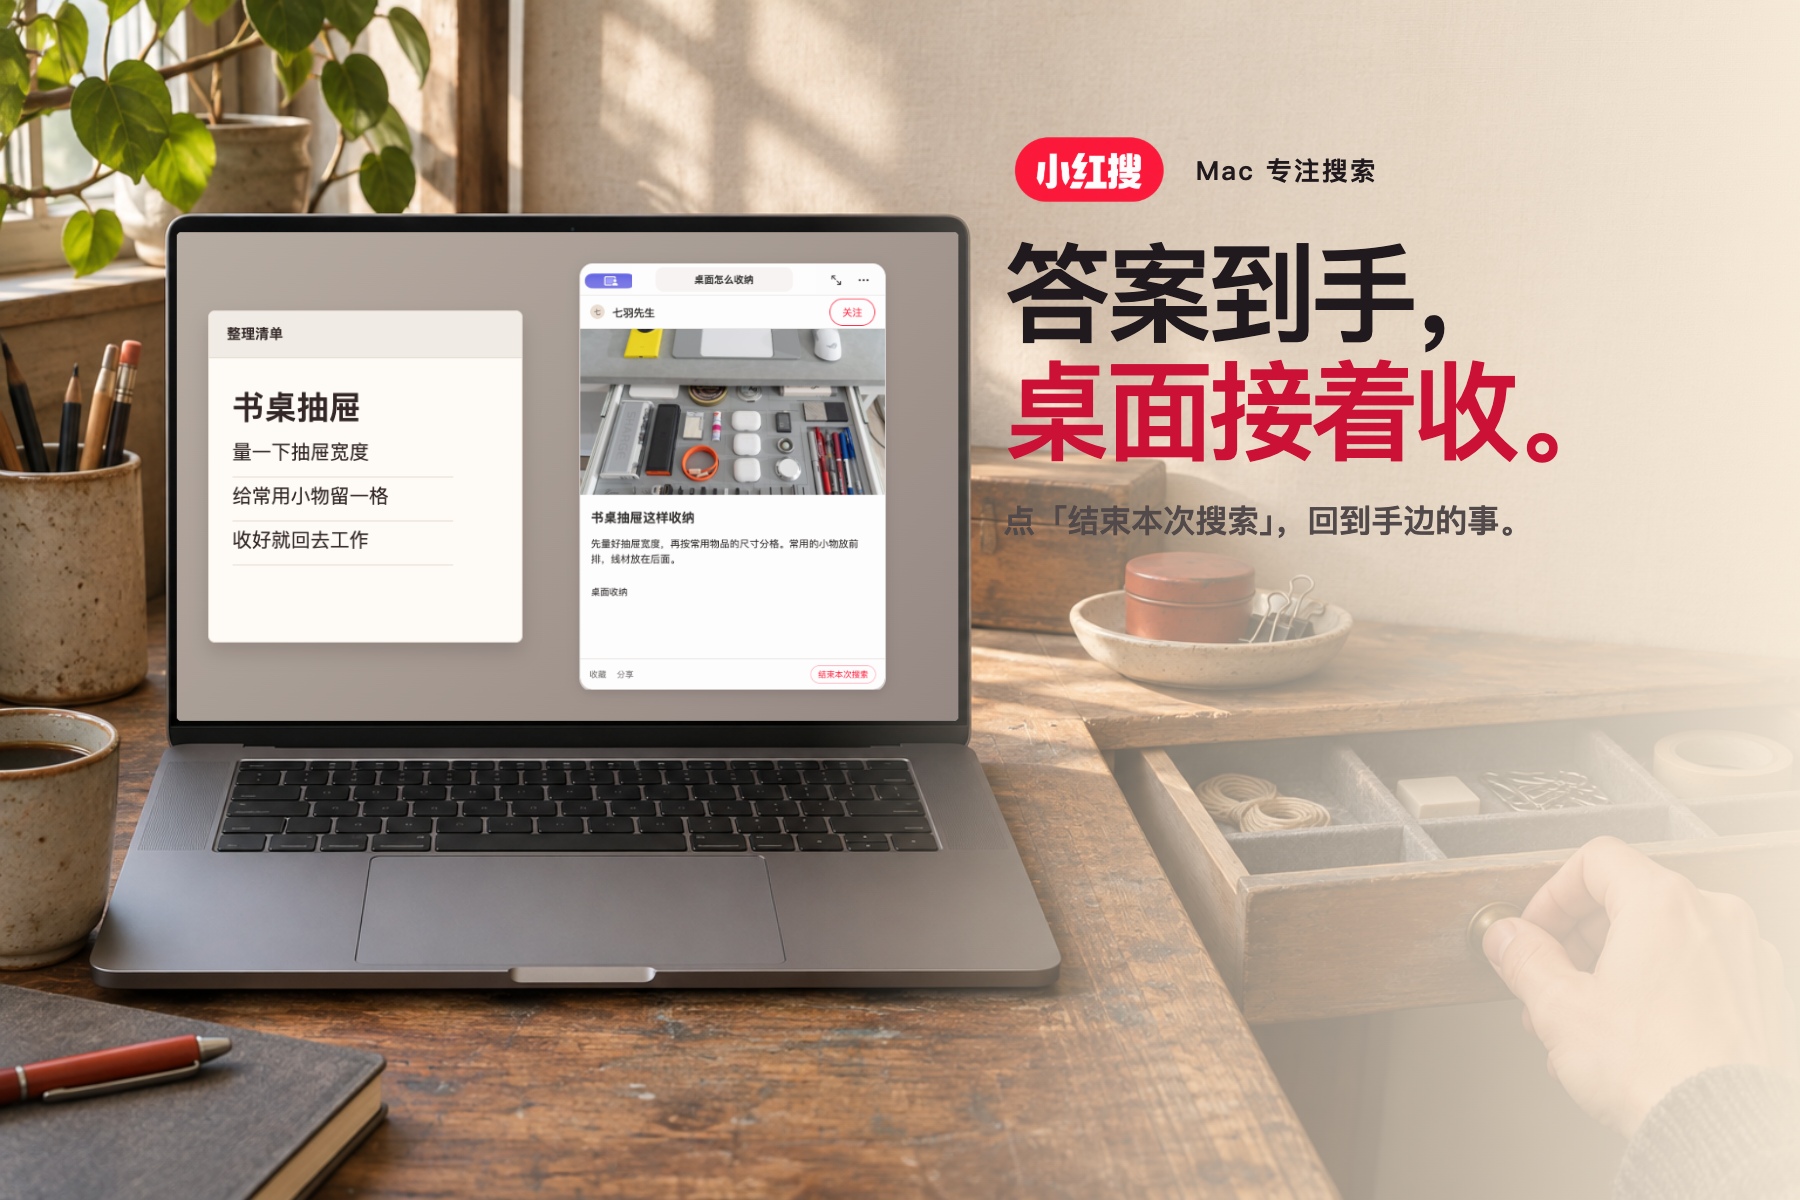 小红搜
Mac 专注搜索
答案到手，
桌面接着收。
点「结束本次搜索」，回到手边的事。
整理清单
书桌抽屉
量一下抽屉宽度
给常用小物留一格
收好就回去工作
桌面怎么收纳
七
七羽先生
关注
书桌抽屉这样收纳
先量好抽屉宽度，再按常用物品的尺寸分格。常用的小物放前
排，线材放在后面。
桌面收纳
收藏 分享
结束本次搜索